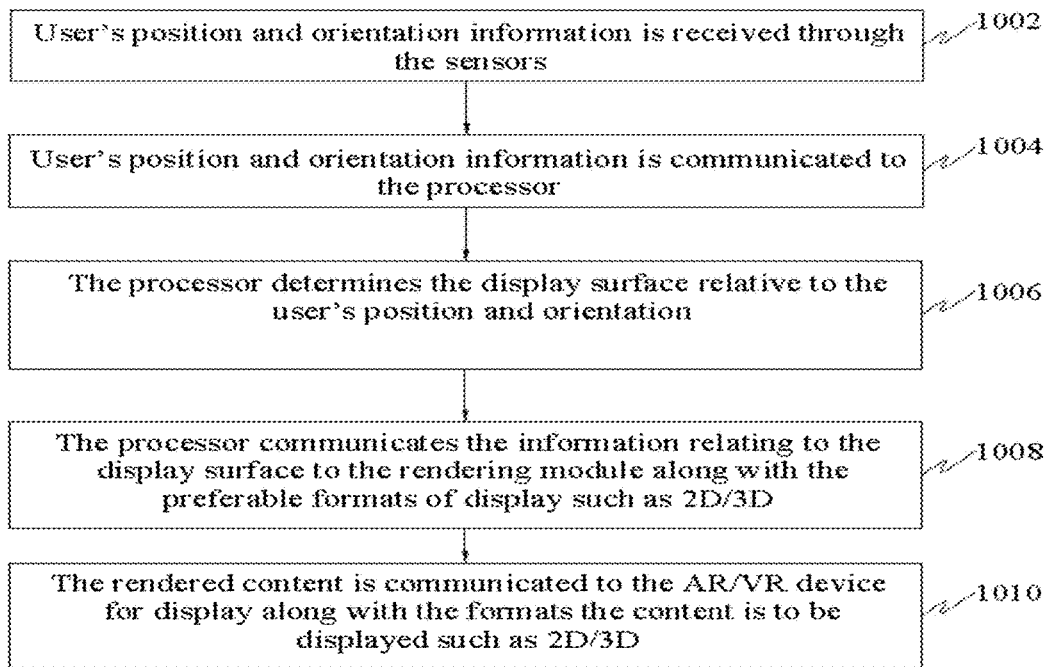 User's position and orientation information is received through
the sensors
1002
User's position and orientation information is communicated to
the processor
1004
The processor determines the display surface relative to the
user's position and orientation
1006
The processor communicates the information relating to the
display surface to the rendering module along with the
preferable formats of display such as 2D/3D
1008
The rendered content is communicated to the AR/VR device
for display along with the formats the content is to be
displayed such as 2D/3D
1010